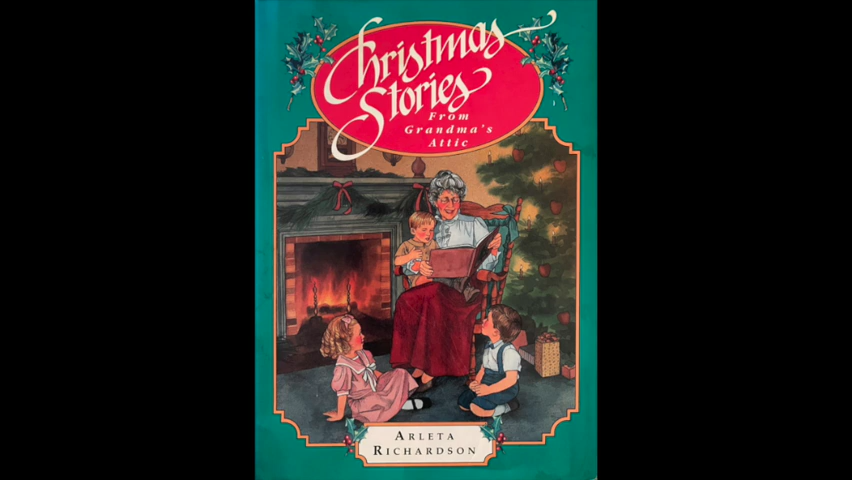 Christmas
Stories
From
Grandma's
Attic
ARLETA
RICHARDSON